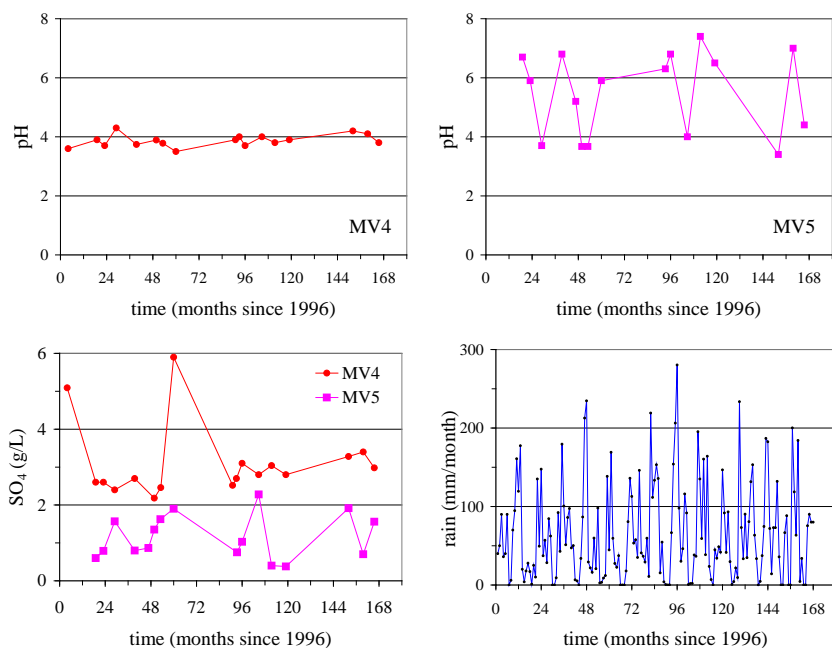 8
6
4
2
0
pH
0 24 48 72 96 120 144 168
time (months since 1996)
MV4
8
6
4
2
0
pH
0 24 48 72 96 120 144 168
time (months since 1996)
MV5
6
4
2
0
SO4 (g/L)
MV4
MV5
0 24 48 72 96 120 144 168
time (months since 1996)
300
200
100
0
rain (mm/month)
0 24 48 72 96 120 144 168
time (months since 1996)